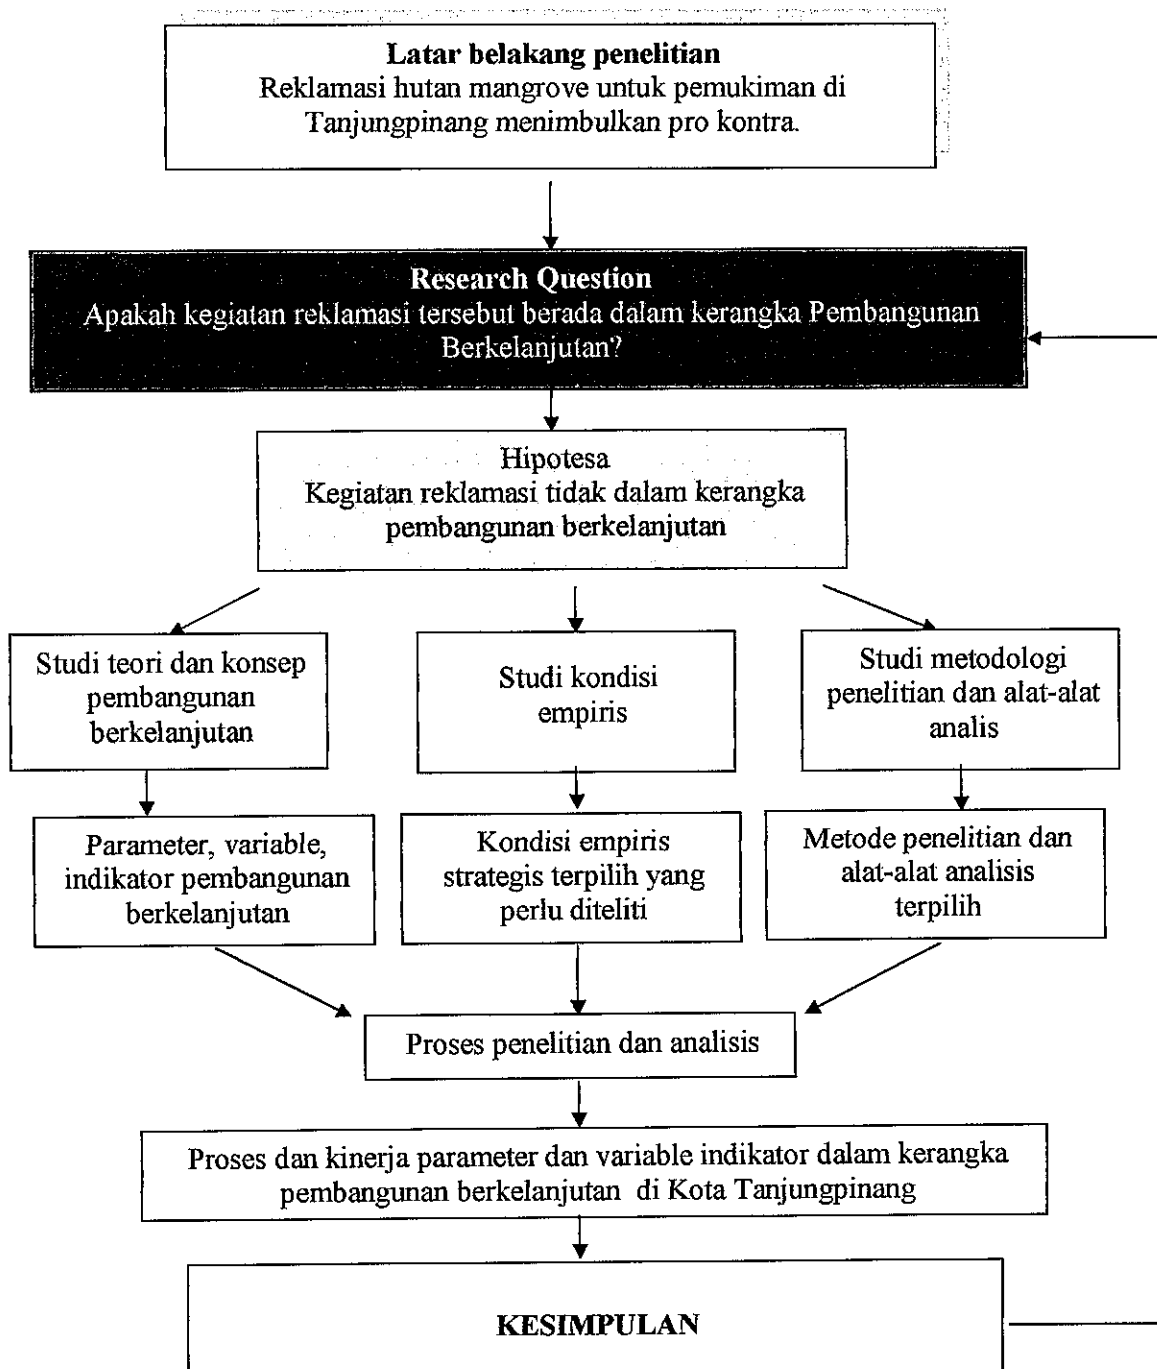 Latar belakang penelitian
Reklamasi hutan mangrove untuk pemukiman di
Tanjungpinang menimbulkan pro kontra.
Research Question
Apakah kegiatan reklamasi tersebut berada dalam kerangka Pembangunan
Berkelanjutan?
Hipotesa
Kegiatan reklamasi tidak dalam kerangka
pembangunan berkelanjutan
Studi teori dan konsep
pembangunan
berkelanjutan
Studi kondisi
empiris
Studi metodologi
penelitian dan alat-alat
analis
Parameter, variable,
indikator pembangunan
berkelanjutan
Kondisi empiris
strategis terpilih yang
perlu diteliti
Metode penelitian dan
alat-alat analisis
terpilih
Proses penelitian dan analisis
Proses dan kinerja parameter dan variable indikator dalam kerangka
pembangunan berkelanjutan di Kota Tanjungpinang
KESIMPULAN